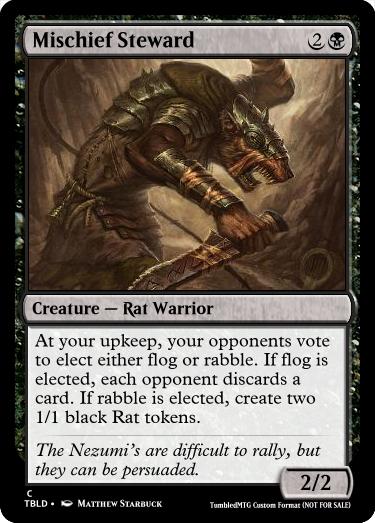 Mischief Steward 2
Creature — Rat Warrior
At your upkeep, your opponents vote
to elect either flog or rabble. If flog is
elected, each opponent discards a
card. If rabble is elected, create two
1/1 black Rat tokens.
The Nezumi's are difficult to rally, but
they can be persuaded.
2/2
C
TBLD • Matthew Starbuck
TumbledMTG Custom Format (NOT FOR SALE)